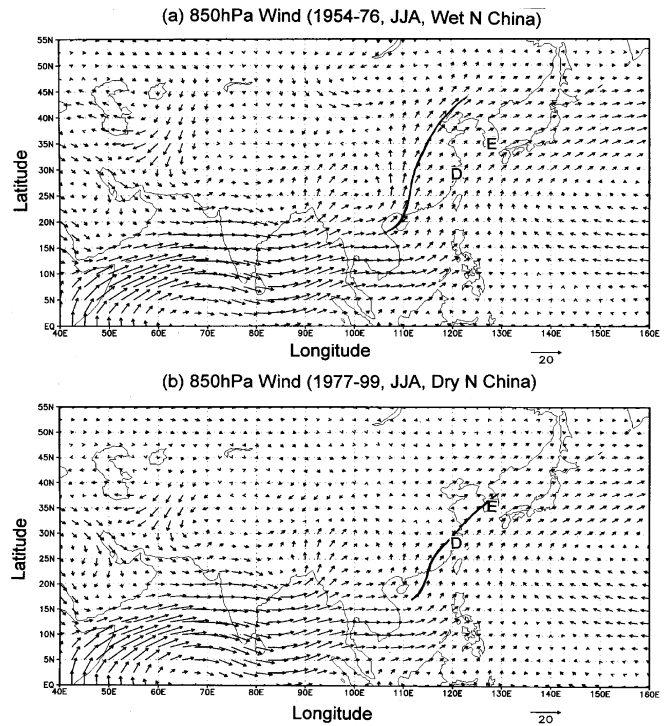 (a) 850hPa Wind (1954-76, JJA, Wet N China)
55N
50N
45N
40N
35N
30N
25N
20N
15N
10N
5N
EQ
Latitude
E
D
40E 50E 60E 70E 80E 90E 100E 110E 120E 130E 140E 150E 160E
Longitude
20
(b) 850hPa Wind (1977-99, JJA, Dry N China)
55N
50N
45N
40N
35N
30N
25N
20N
15N
10N
5N
EQ
Latitude
E
D
40E 50E 60E 70E 80E 90E 100E 110E 120E 130E 140E 150E 160E
Longitude
20